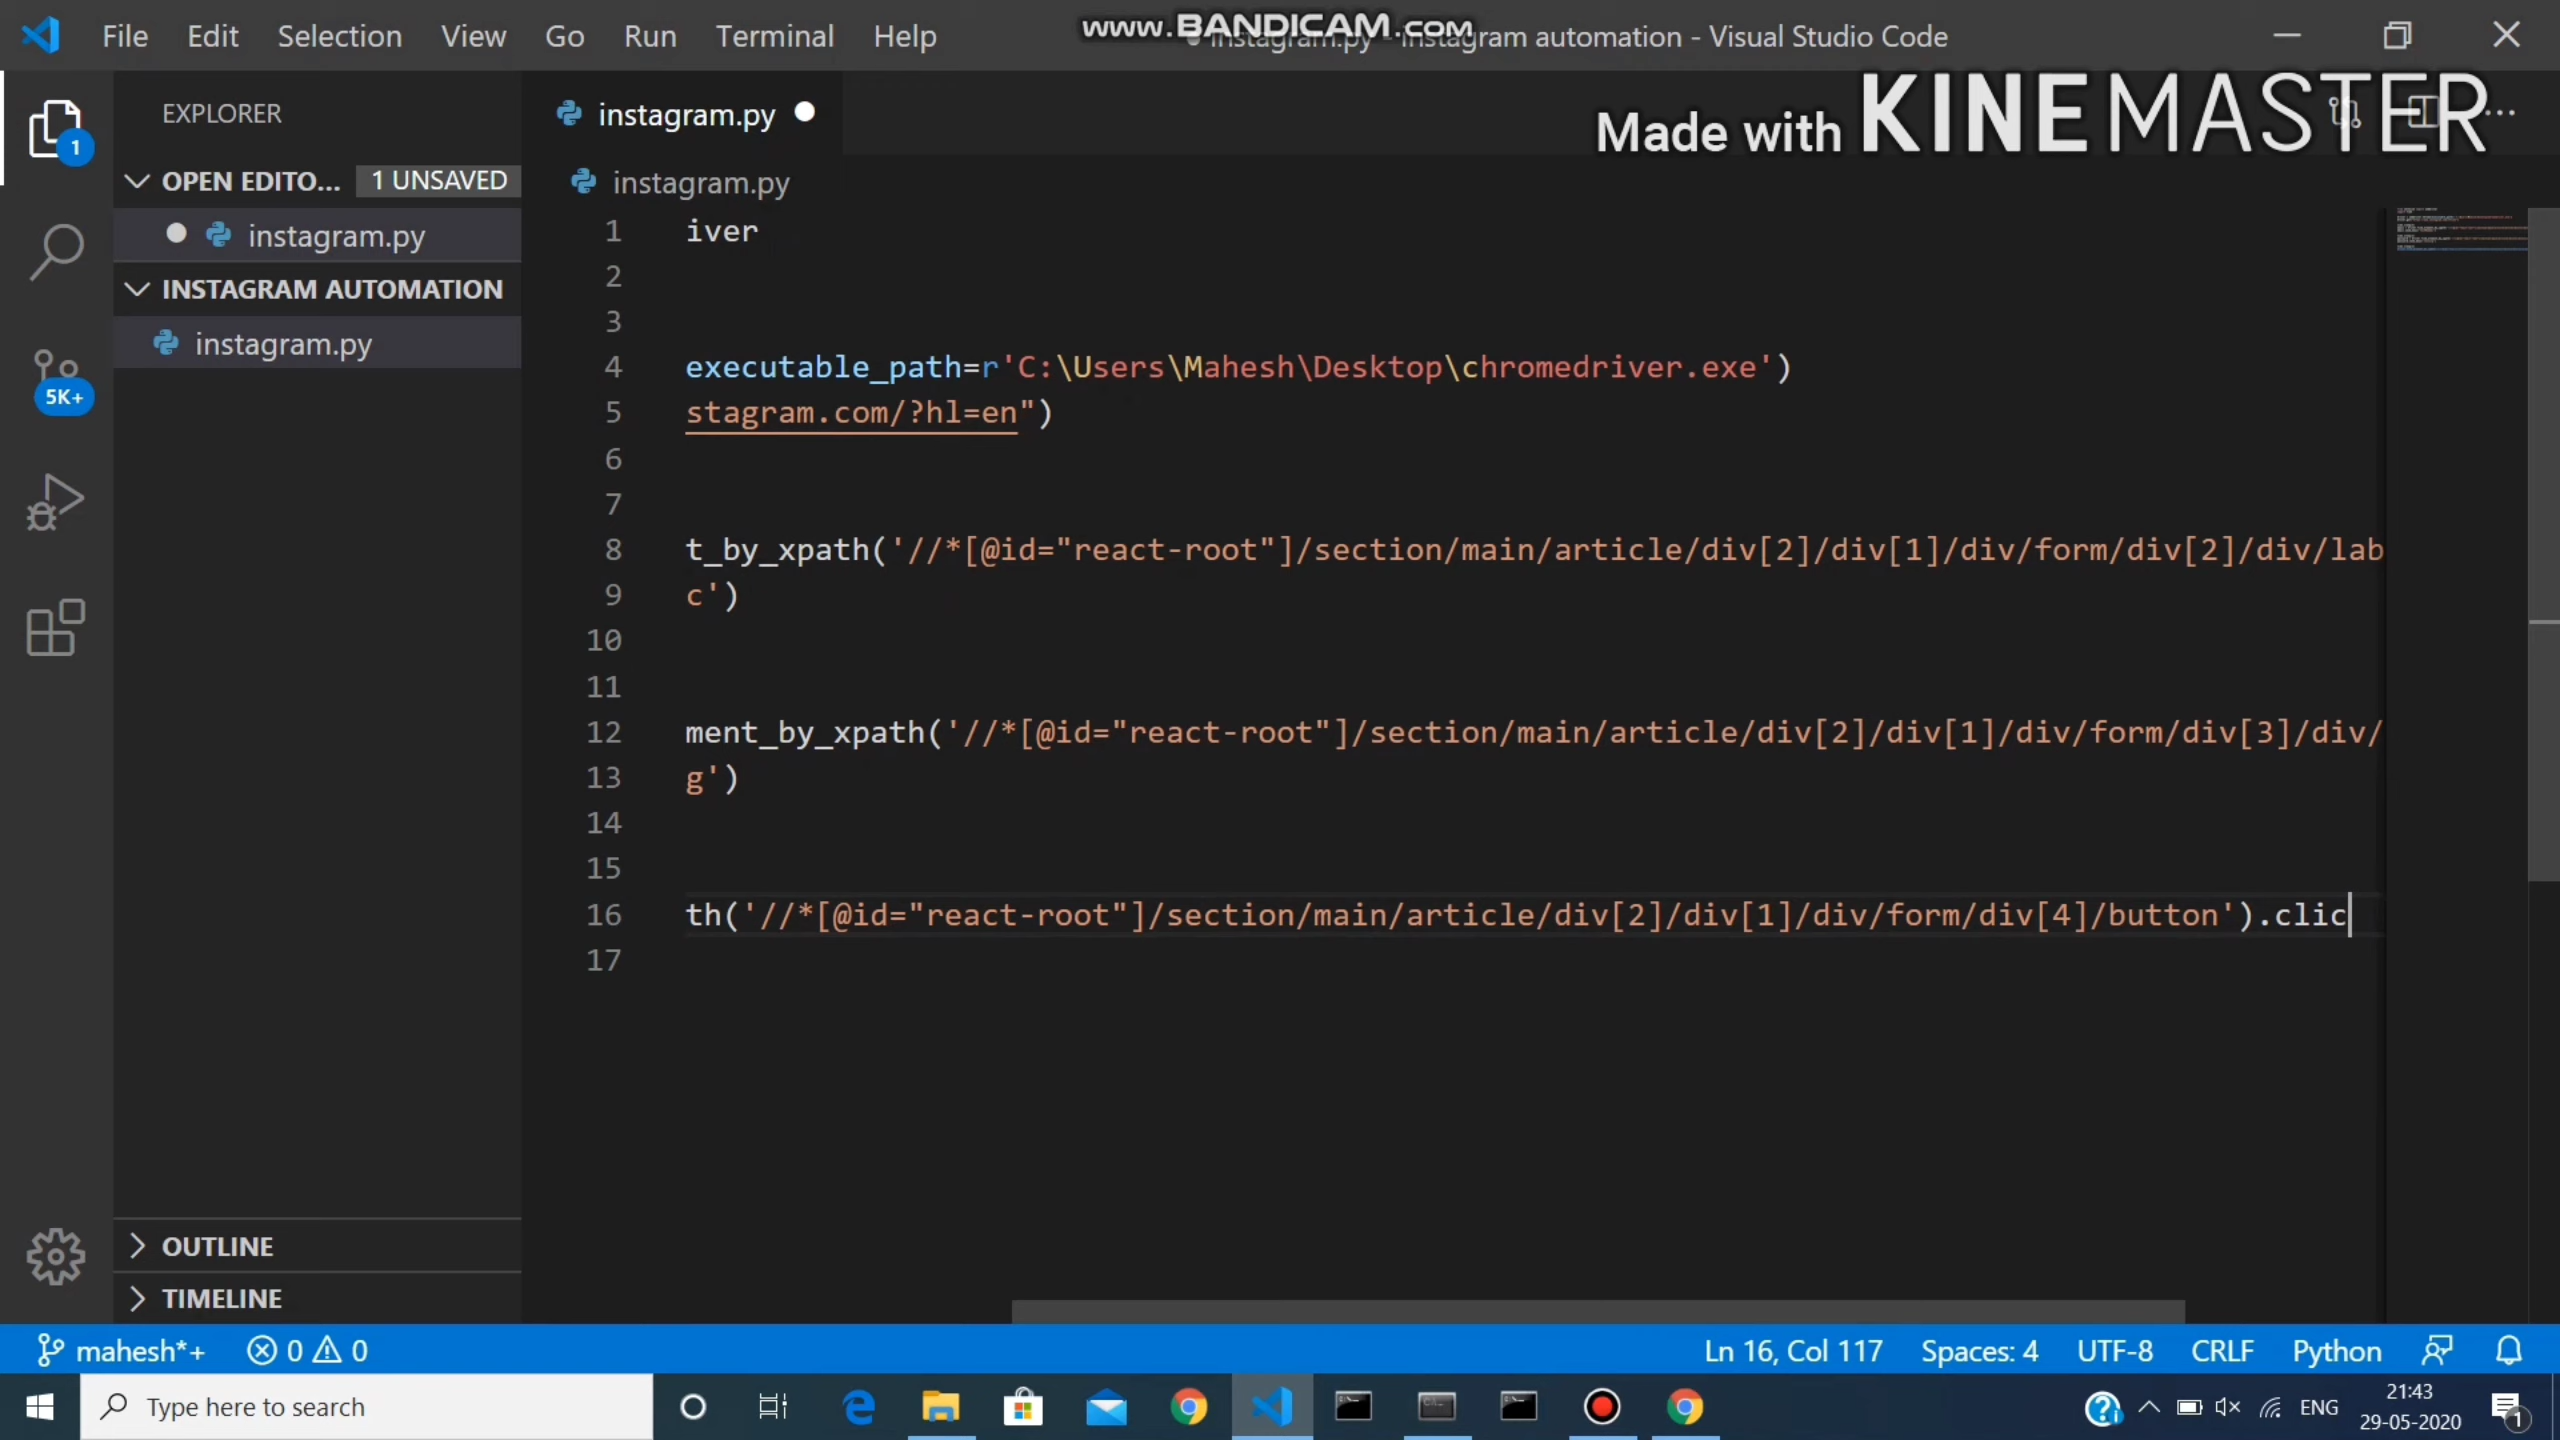 File Edit Selection View Go Run Terminal Help
www.BANDICAM.com
instagram.py - instagram automation - Visual Studio Code
Made with KINEMASTER
EXPLORER
instagram.py
1
OPEN EDITO... 1 UNSAVED
instagram.py
instagram.py
INSTAGRAM AUTOMATION
instagram.py
5K+
1 iver
2
3
4 executable_path=r'C:\Users\Mahesh\Desktop\chromedriver.exe')
5 stagram.com/?hl=en")
6
7
8 t_by_xpath('//*[@id="react-root"]/section/main/article/div[2]/div[1]/div/form/div[2]/div/lab
9 c')
10
11
12 ment_by_xpath('//*[@id="react-root"]/section/main/article/div[2]/div[1]/div/form/div[3]/div/
13 g')
14
15
16 th('//*[@id="react-root"]/section/main/article/div[2]/div[1]/div/form/div[4]/button').clic
17
OUTLINE
TIMELINE
mahesh*+ 0 0
Ln 16, Col 117 Spaces: 4 UTF-8 CRLF Python
Type here to search
ENG
21:43
29-05-2020
1